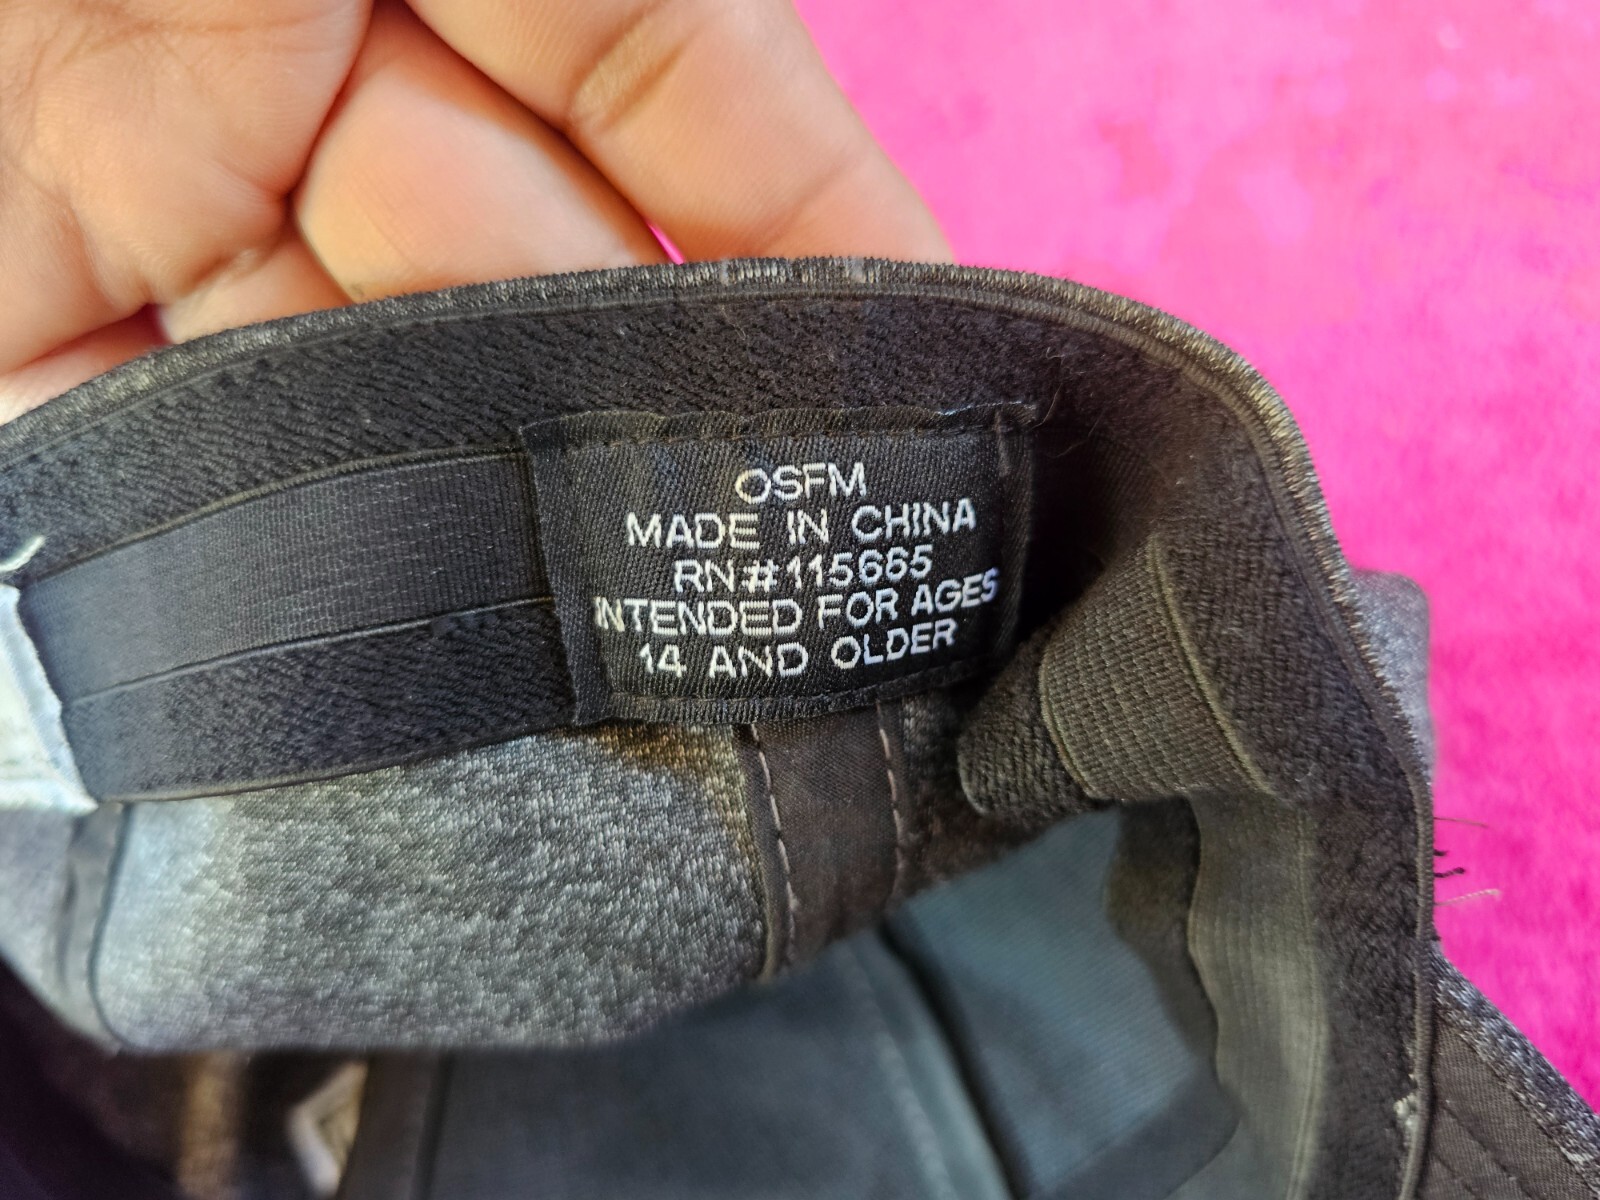 OSFM
MADE IN CHINA
RN#115665
INTENDED FOR AGES
14 AND OLDER